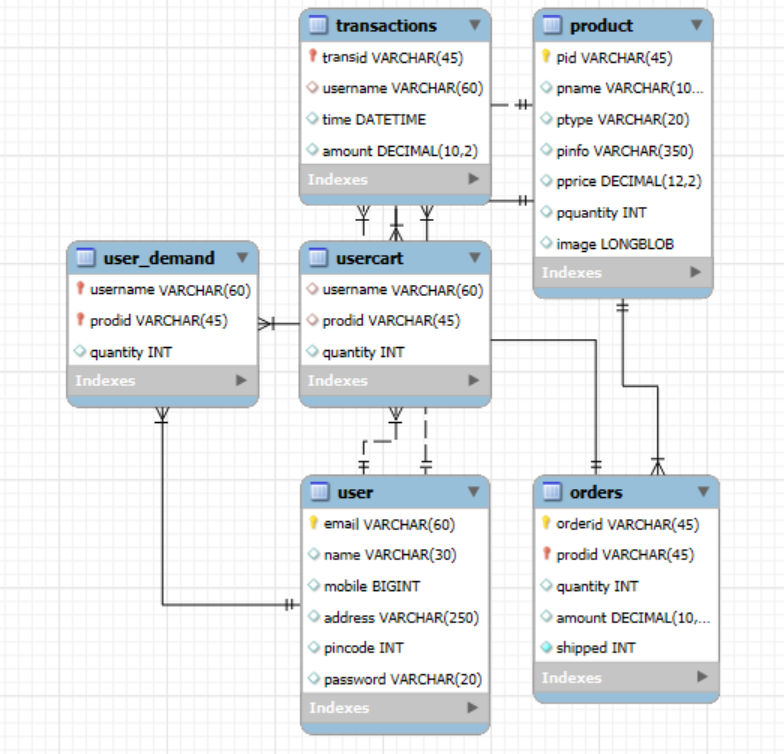 transactions
transid VARCHAR(45)
username VARCHAR(60)
time DATETIME
amount DECIMAL(10,2)
Indexes
product
pid VARCHAR(45)
pname VARCHAR(10...
ptype VARCHAR(20)
pinfo VARCHAR(350)
pprice DECIMAL(12,2)
pquantity INT
image LONGBLOB
Indexes
user_demand
username VARCHAR(60)
prodid VARCHAR(45)
quantity INT
Indexes
usercart
username VARCHAR(60)
prodid VARCHAR(45)
quantity INT
Indexes
user
email VARCHAR(60)
name VARCHAR(30)
mobile BIGINT
address VARCHAR(250)
pincode INT
password VARCHAR(20)
Indexes
orders
orderid VARCHAR(45)
prodid VARCHAR(45)
quantity INT
amount DECIMAL(10,...
shipped INT
Indexes